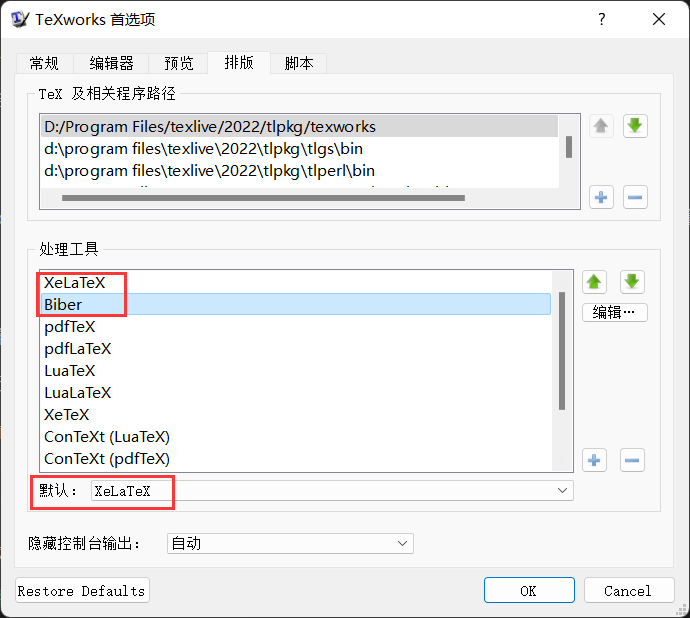 TeXworks 首选项
常规 编辑器 预览 排版 脚本
TeX 及相关程序路径
D:/Program Files/texlive/2022/tlpkg/texworks
d:\program files\texlive\2022\tlpkg\tlgs\bin
d:\program files\texlive\2022\tlpkg\tlperl\bin
处理工具
XeLaTeX
Biber
pdfTeX
编辑…
pdfLaTeX
LuaTeX
LuaLaTeX
XeTeX
ConTeXt (LuaTeX)
ConTeXt (pdfTeX)
默认： XeLaTeX
隐藏控制台输出： 自动
Restore Defaults OK Cancel